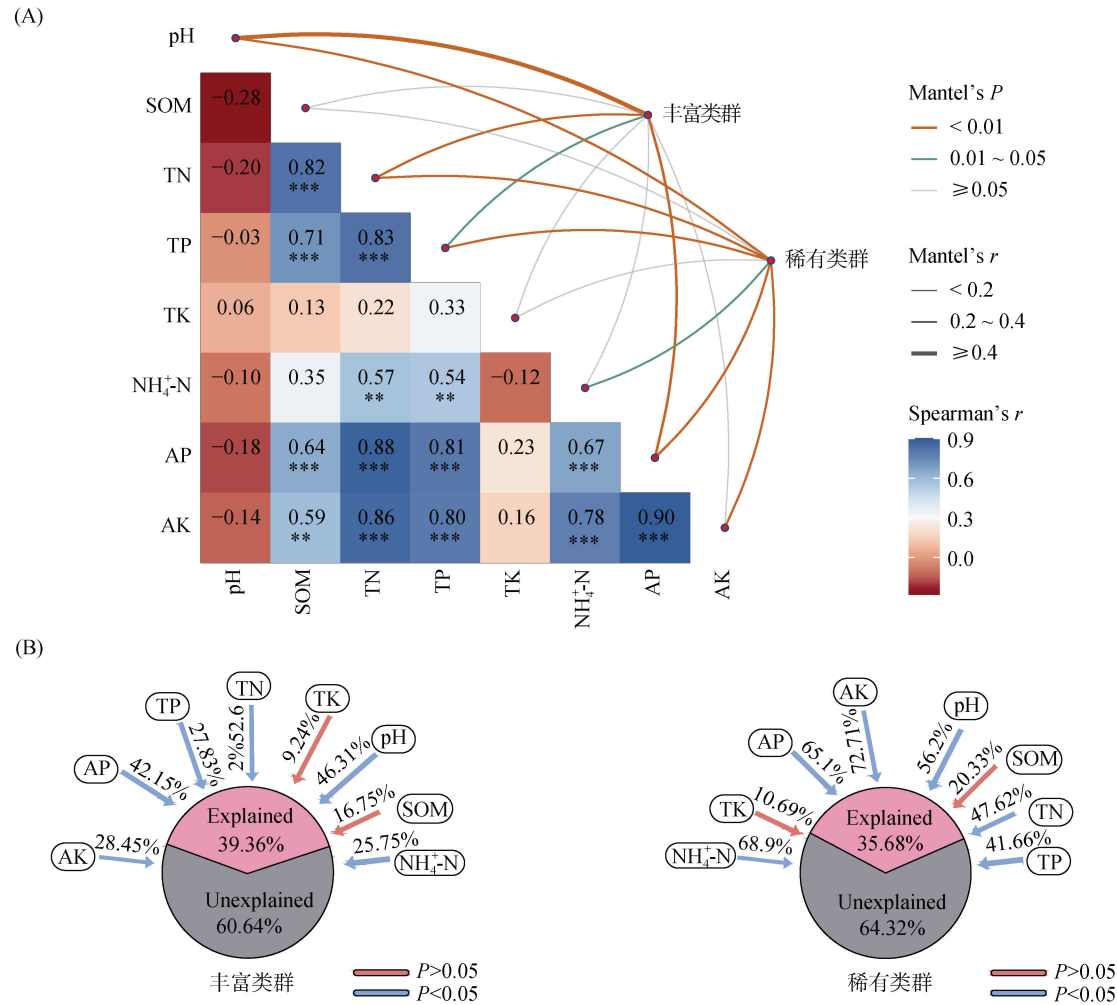 (A)
pH
SOM
−0.28
TN
−0.20
0.82
***
TP
−0.03
0.71
***
0.83
***
TK
0.06
0.13
0.22
0.33
NH₄⁺-N
−0.10
0.35
0.57
**
0.54
**
−0.12
AP
−0.18
0.64
***
0.88
***
0.81
***
0.23
0.67
***
AK
−0.14
0.59
**
0.86
***
0.80
***
0.16
0.78
***
0.90
***
pH
SOM
TN
TP
TK
NH₄⁺-N
AP
AK
丰富类群
稀有类群
Mantel's P
< 0.01
0.01 ~ 0.05
⩾0.05
Mantel's r
< 0.2
0.2 ~ 0.4
⩾0.4
Spearman's r
0.9
0.6
0.3
0.0
(B)
AK
28.45%
AP
42.15%
TP
27.83%
TN
2%52.6
TK
9.24%
pH
46.31%
SOM
16.75%
NH₄⁺-N
25.75%
Explained
39.36%
Unexplained
60.64%
丰富类群
P>0.05
P<0.05
NH₄⁺-N
68.9%
TK
10.69%
AP
65.1%
AK
72.71%
pH
56.2%
SOM
20.33%
TN
47.62%
TP
41.66%
Explained
35.68%
Unexplained
64.32%
稀有类群
P>0.05
P<0.05